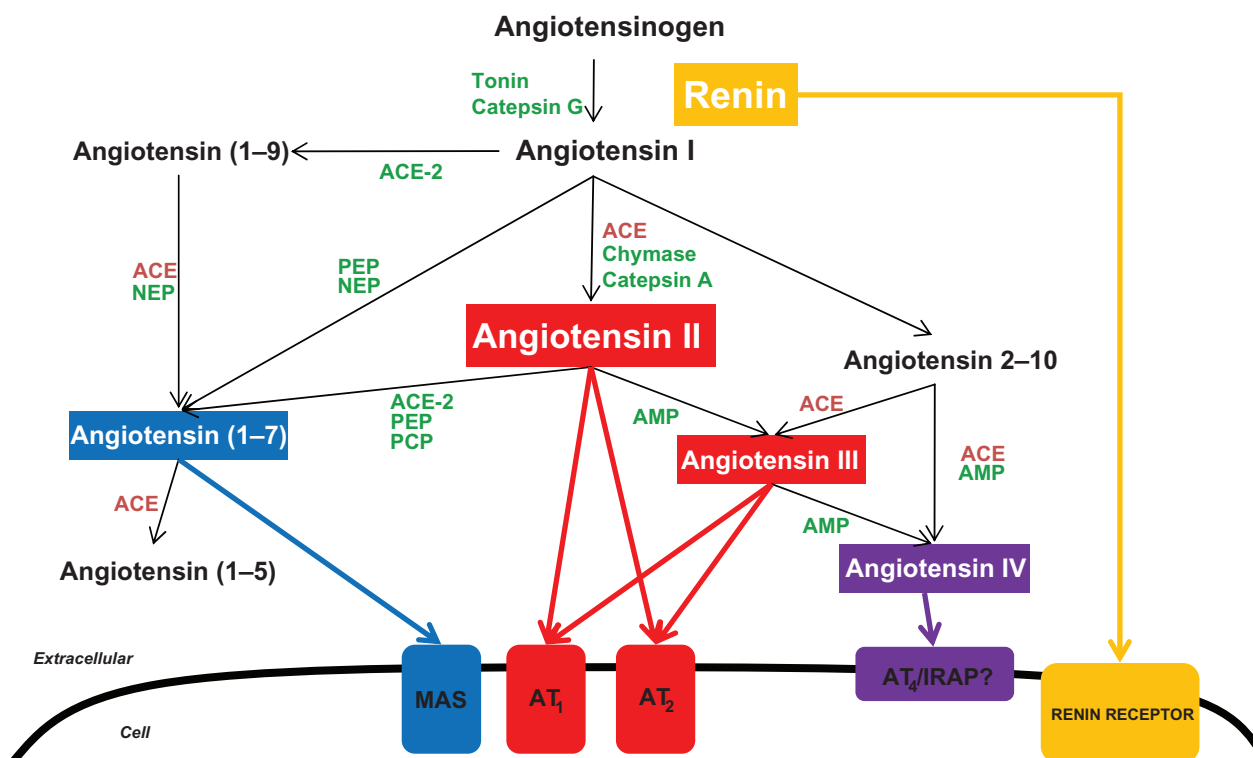 Angiotensinogen
Tonin
Catepsin G
Renin
Angiotensin (1–9)
Angiotensin I
ACE-2
ACE
NEP
PEP
NEP
ACE
Chymase
Catepsin A
Angiotensin II
Angiotensin 2–10
ACE-2
PEP
PCP
AMP
ACE
Angiotensin (1–7)
Angiotensin III
ACE
AMP
ACE
AMP
Angiotensin (1–5)
Angiotensin IV
Extracellular
MAS
AT1
AT2
AT4/IRAP?
RENIN RECEPTOR
Cell